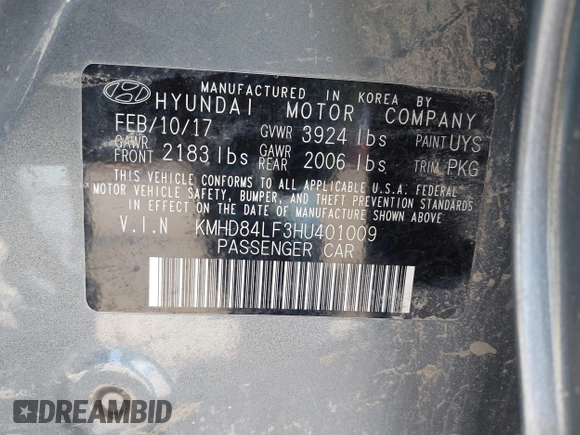 MANUFACTURED IN KOREA BY
HYUNDAI MOTOR COMPANY
FEB/10/17 GVWR 3924 lbs PAINT UYS
GAWR FRONT 2183 lbs GAWR REAR 2006 lbs TRIM PKG
THIS VEHICLE CONFORMS TO ALL APPLICABLE U.S.A. FEDERAL
MOTOR VEHICLE SAFETY, BUMPER, AND THEFT PREVENTION STANDARDS
IN EFFECT ON THE DATE OF MANUFACTURE SHOWN ABOVE.
V.I.N KMHD84LF3HU401009
PASSENGER CAR
DREAMBID